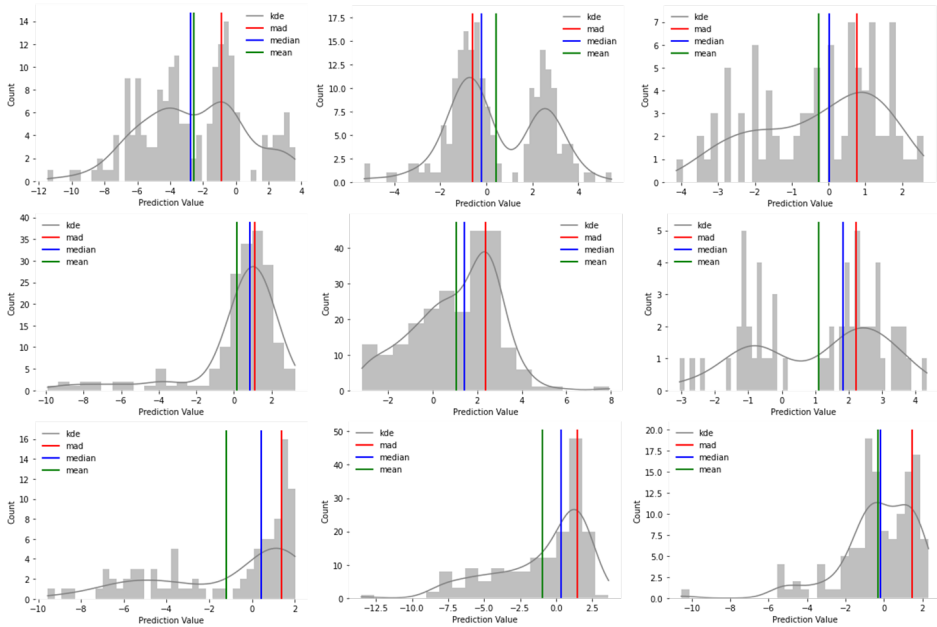 kde
mad
median
mean
Count
14
12
10
8
6
4
2
0
−12 −10 −8 −6 −4 −2 0 2 4
Prediction Value
kde
mad
median
mean
Count
17.5
15.0
12.5
10.0
7.5
5.0
2.5
0.0
−4 −2 0 2 4
Prediction Value
kde
mad
median
mean
Count
7
6
5
4
3
2
1
0
−4 −3 −2 −1 0 1 2
Prediction Value
kde
mad
median
mean
Count
40
35
30
25
20
15
10
5
0
−10 −8 −6 −4 −2 0 2
Prediction Value
kde
mad
median
mean
Count
40
30
20
10
0
−2 0 2 4 6 8
Prediction Value
kde
mad
median
mean
Count
5
4
3
2
1
0
−3 −2 −1 0 1 2 3 4
Prediction Value
kde
mad
median
mean
Count
16
14
12
10
8
6
4
2
0
−10 −8 −6 −4 −2 0 2
Prediction Value
kde
mad
median
mean
Count
50
40
30
20
10
0
−12.5 −10.0 −7.5 −5.0 −2.5 0.0 2.5
Prediction Value
kde
mad
median
mean
Count
20.0
17.5
15.0
12.5
10.0
7.5
5.0
2.5
0.0
−10 −8 −6 −4 −2 0 2
Prediction Value